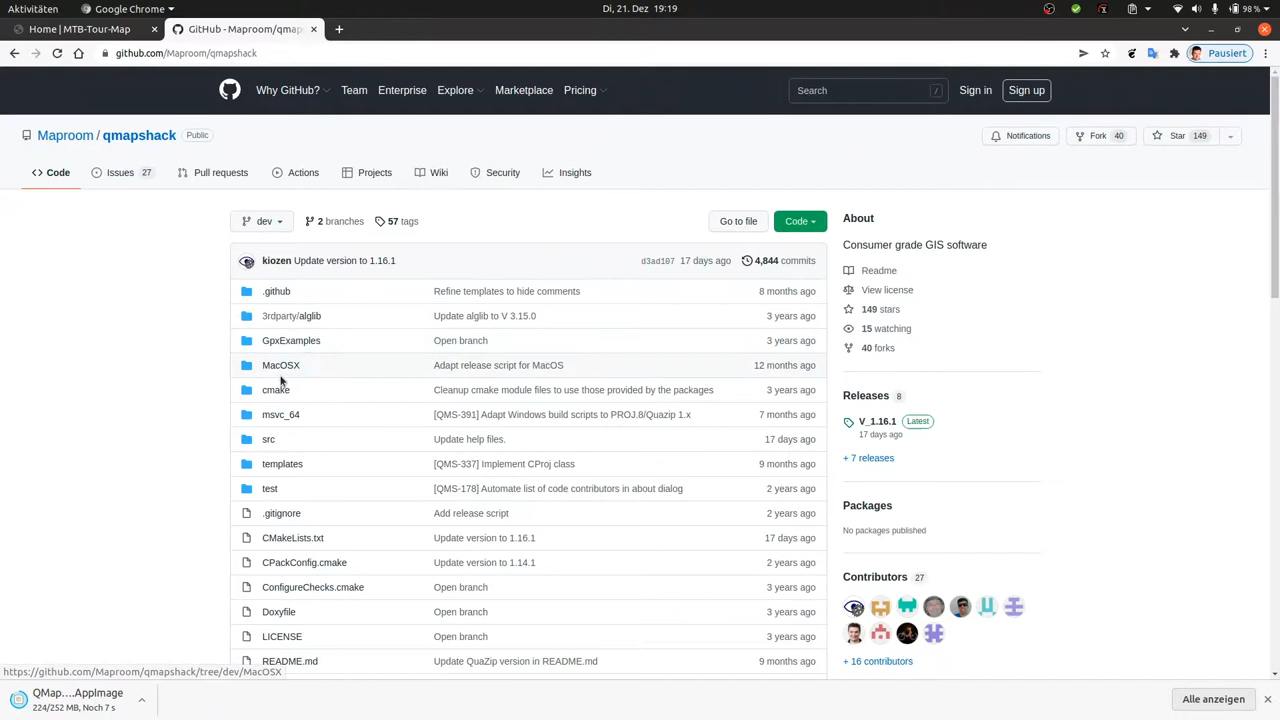 Aktivitäten
Google Chrome
Di, 21. Dez 19:19
98 %
Home | MTB-Tour-Map
GitHub - Maproom/qmaps
github.com/Maproom/qmapshack
Pausiert
Why GitHub?
Team
Enterprise
Explore
Marketplace
Pricing
Search
/
Sign in
Sign up
Maproom / qmapshack
Public
Notifications
Fork 40
Star 149
Code
Issues 27
Pull requests
Actions
Projects
Wiki
Security
Insights
dev
2 branches
57 tags
Go to file
Code
kiozen Update version to 1.16.1
d3ad107 17 days ago
4,844 commits
.github Refine templates to hide comments 8 months ago
3rdparty/alglib Update alglib to V 3.15.0 3 years ago
GpxExamples Open branch 3 years ago
MacOSX Adapt release script for MacOS 12 months ago
cmake Cleanup cmake module files to use those provided by the packages 3 years ago
msvc_64 [QMS-391] Adapt Windows build scripts to PROJ.8/Quazip 1.x 7 months ago
src Update help files. 17 days ago
templates [QMS-337] Implement CProj class 9 months ago
test [QMS-178] Automate list of code contributors in about dialog 2 years ago
.gitignore Add release script 2 years ago
CMakeLists.txt Update version to 1.16.1 17 days ago
CPackConfig.cmake Update version to 1.14.1 2 years ago
ConfigureChecks.cmake Open branch 3 years ago
Doxyfile Open branch 3 years ago
LICENSE Open branch 3 years ago
README.md Update QuaZip version in README.md 9 months ago
About
Consumer grade GIS software
Readme
View license
149 stars
15 watching
40 forks
Releases 8
V_1.16.1 Latest
17 days ago
+ 7 releases
Packages
No packages published
Contributors 27
+ 16 contributors
https://github.com/Maproom/qmapshack/tree/dev/MacOSX
QMap....AppImage
224/252 MB, Noch 7 s
Alle anzeigen